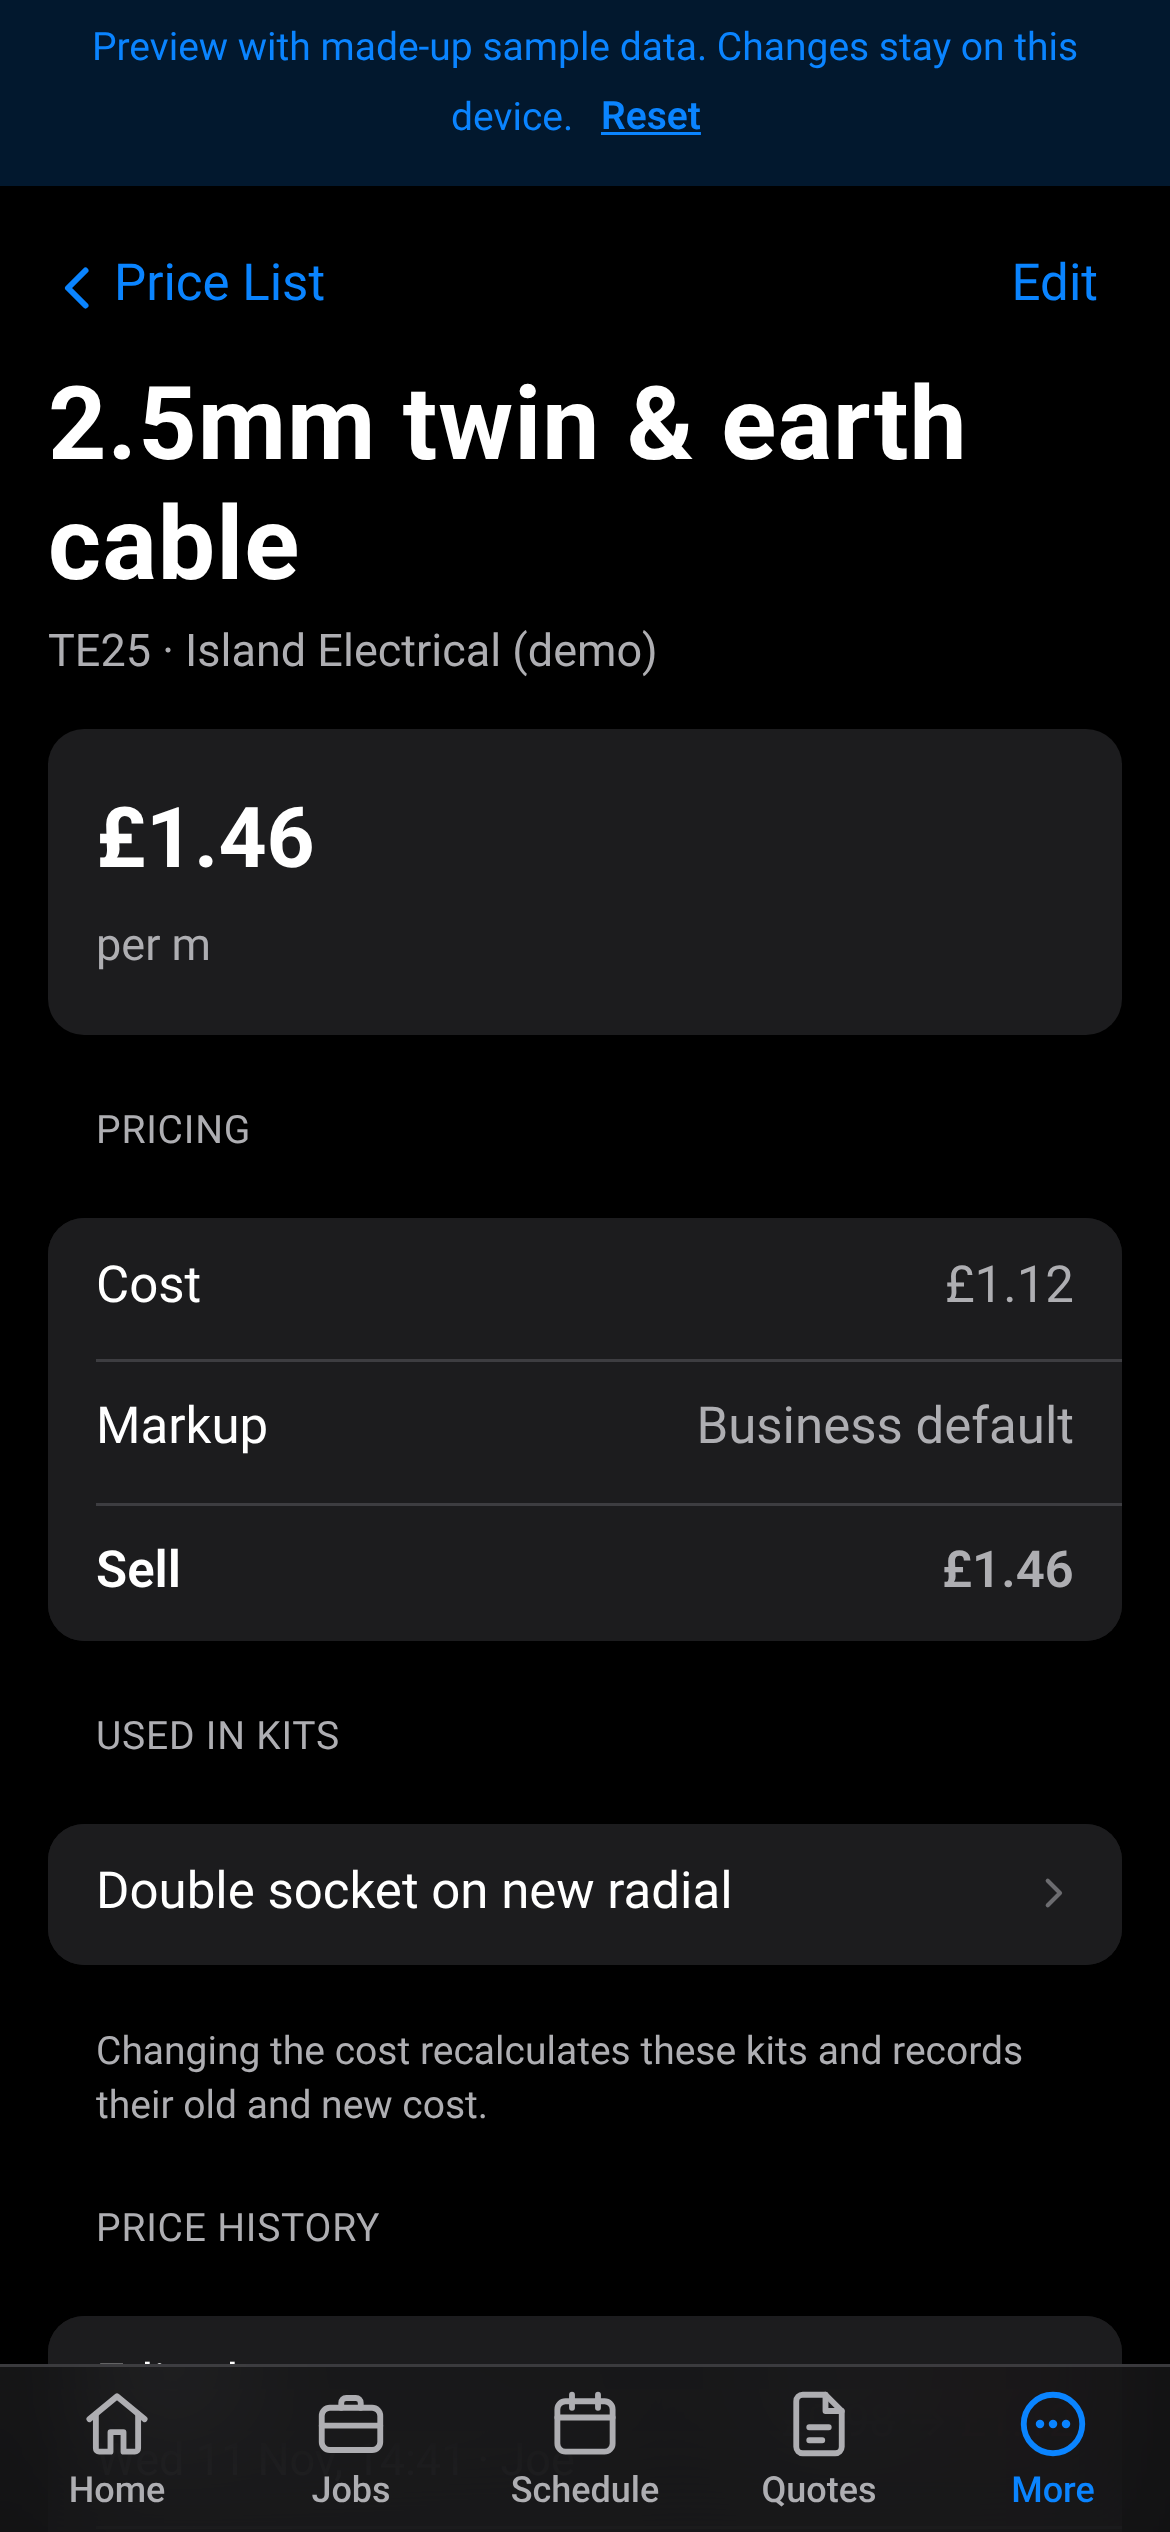 Preview with made-up sample data. Changes stay on this
device. Reset
Price List
Edit
2.5mm twin & earth
cable
TE25 · Island Electrical (demo)
£1.46
per m
PRICING
Cost £1.12
Markup Business default
Sell £1.46
USED IN KITS
Double socket on new radial
Changing the cost recalculates these kits and records
their old and new cost.
PRICE HISTORY
Home Jobs Schedule Quotes More